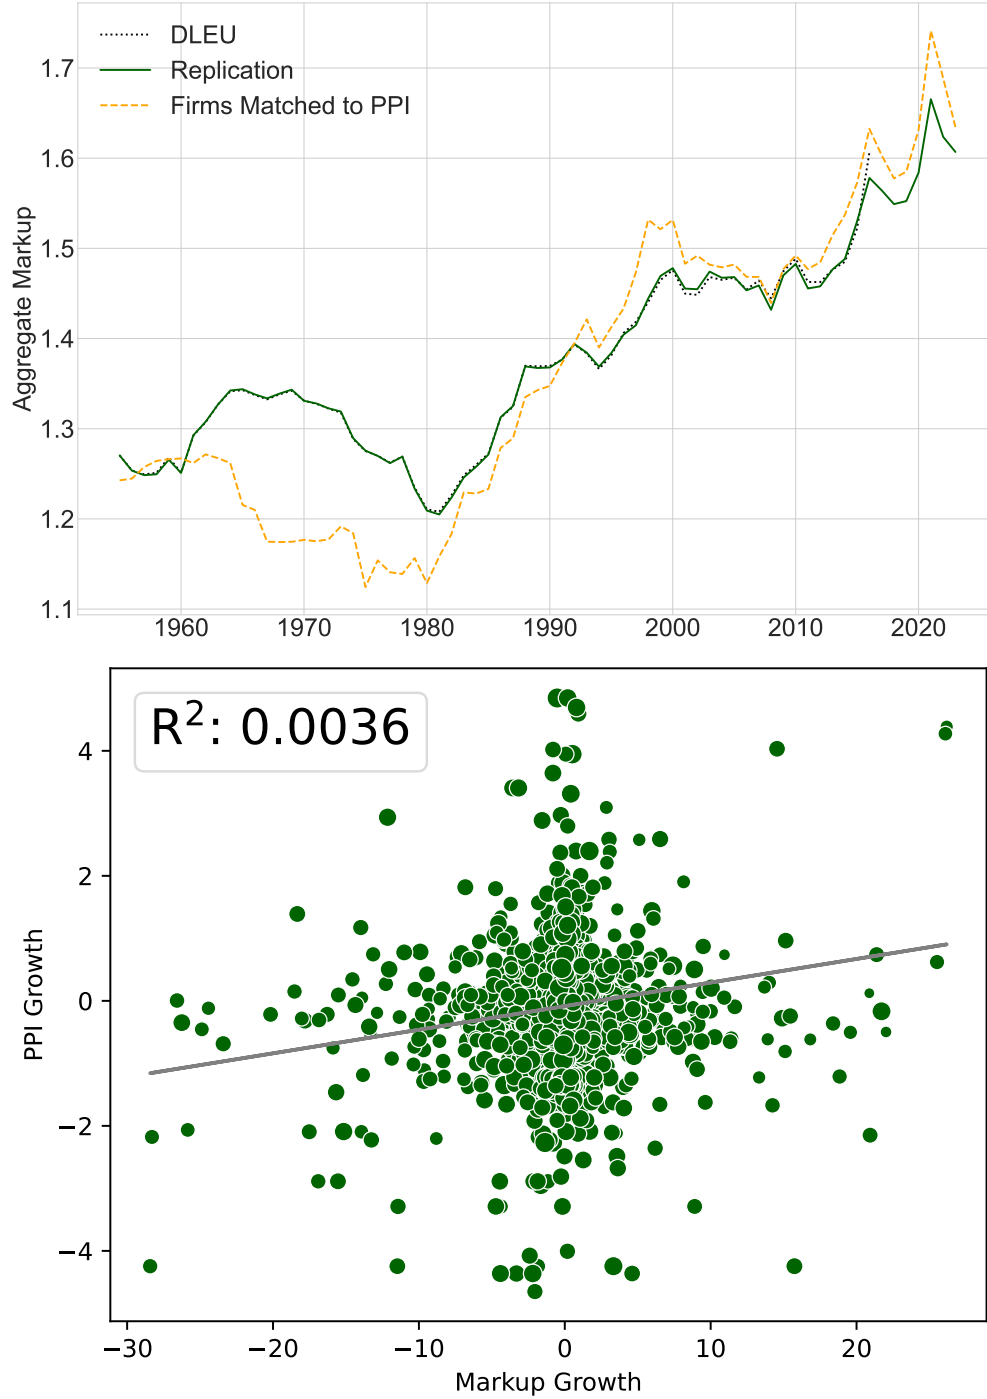 DLEU
Replication
Firms Matched to PPI
Aggregate Markup
1.7
1.6
1.5
1.4
1.3
1.2
1.1
1960 1970 1980 1990 2000 2010 2020
R²: 0.0036
PPI Growth
4
2
0
−2
−4
−30 −20 −10 0 10 20
Markup Growth